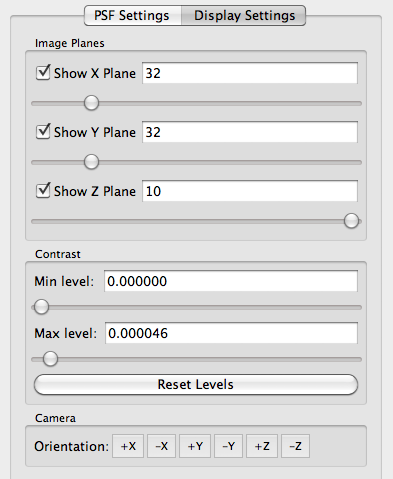 PSF Settings Display Settings
Image Planes
Show X Plane 32
Show Y Plane 32
Show Z Plane 10
Contrast
Min level: 0.000000
Max level: 0.000046
Reset Levels
Camera
Orientation: +X -X +Y -Y +Z -Z